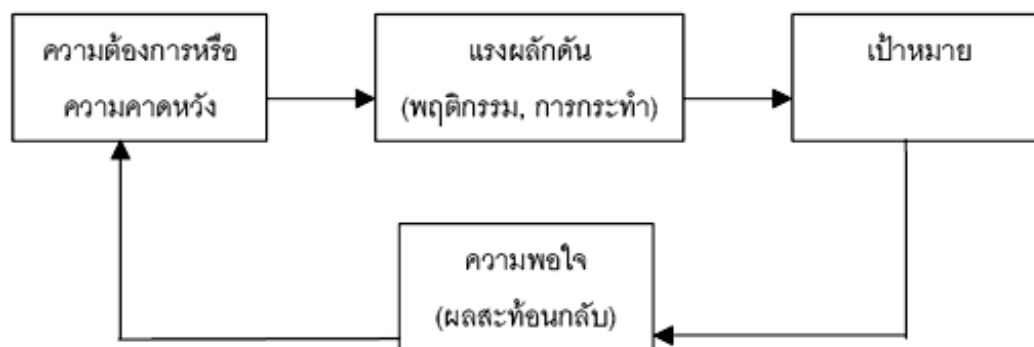 ความต้องการหรือ
ความคาดหวัง
แรงผลักดัน
(พฤติกรรม, การกระทำ)
เป้าหมาย
ความพอใจ
(ผลสะท้อนกลับ)